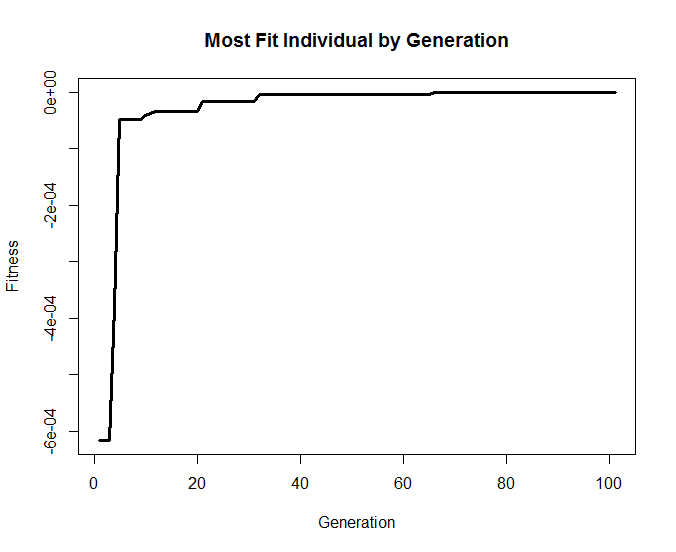 Most Fit Individual by Generation
0e+00
-2e-04
-4e-04
-6e-04
Fitness
0 20 40 60 80 100
Generation